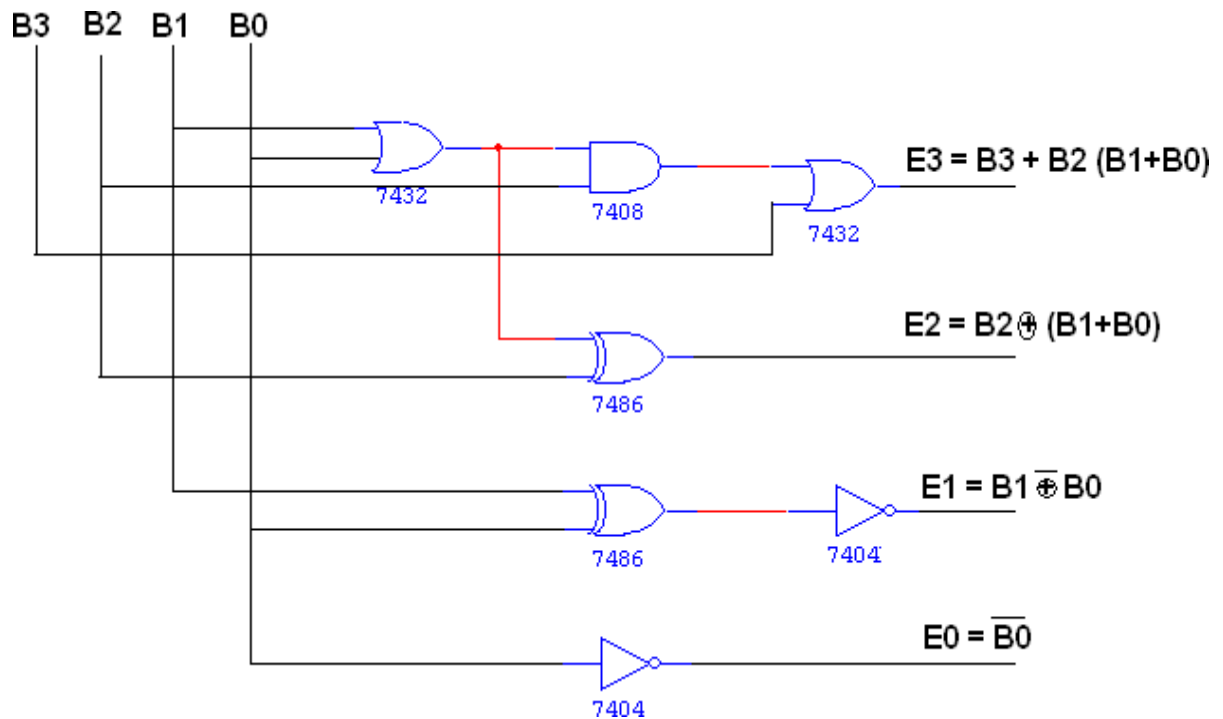 B3 B2 B1 B0
7432
7408
7432
E3 = B3 + B2 (B1+B0)
7486
E2 = B2 ⊕ (B1+B0)
7486
7404
E1 = B1 ⊕̅ B0
7404
E0 = B̅0̅